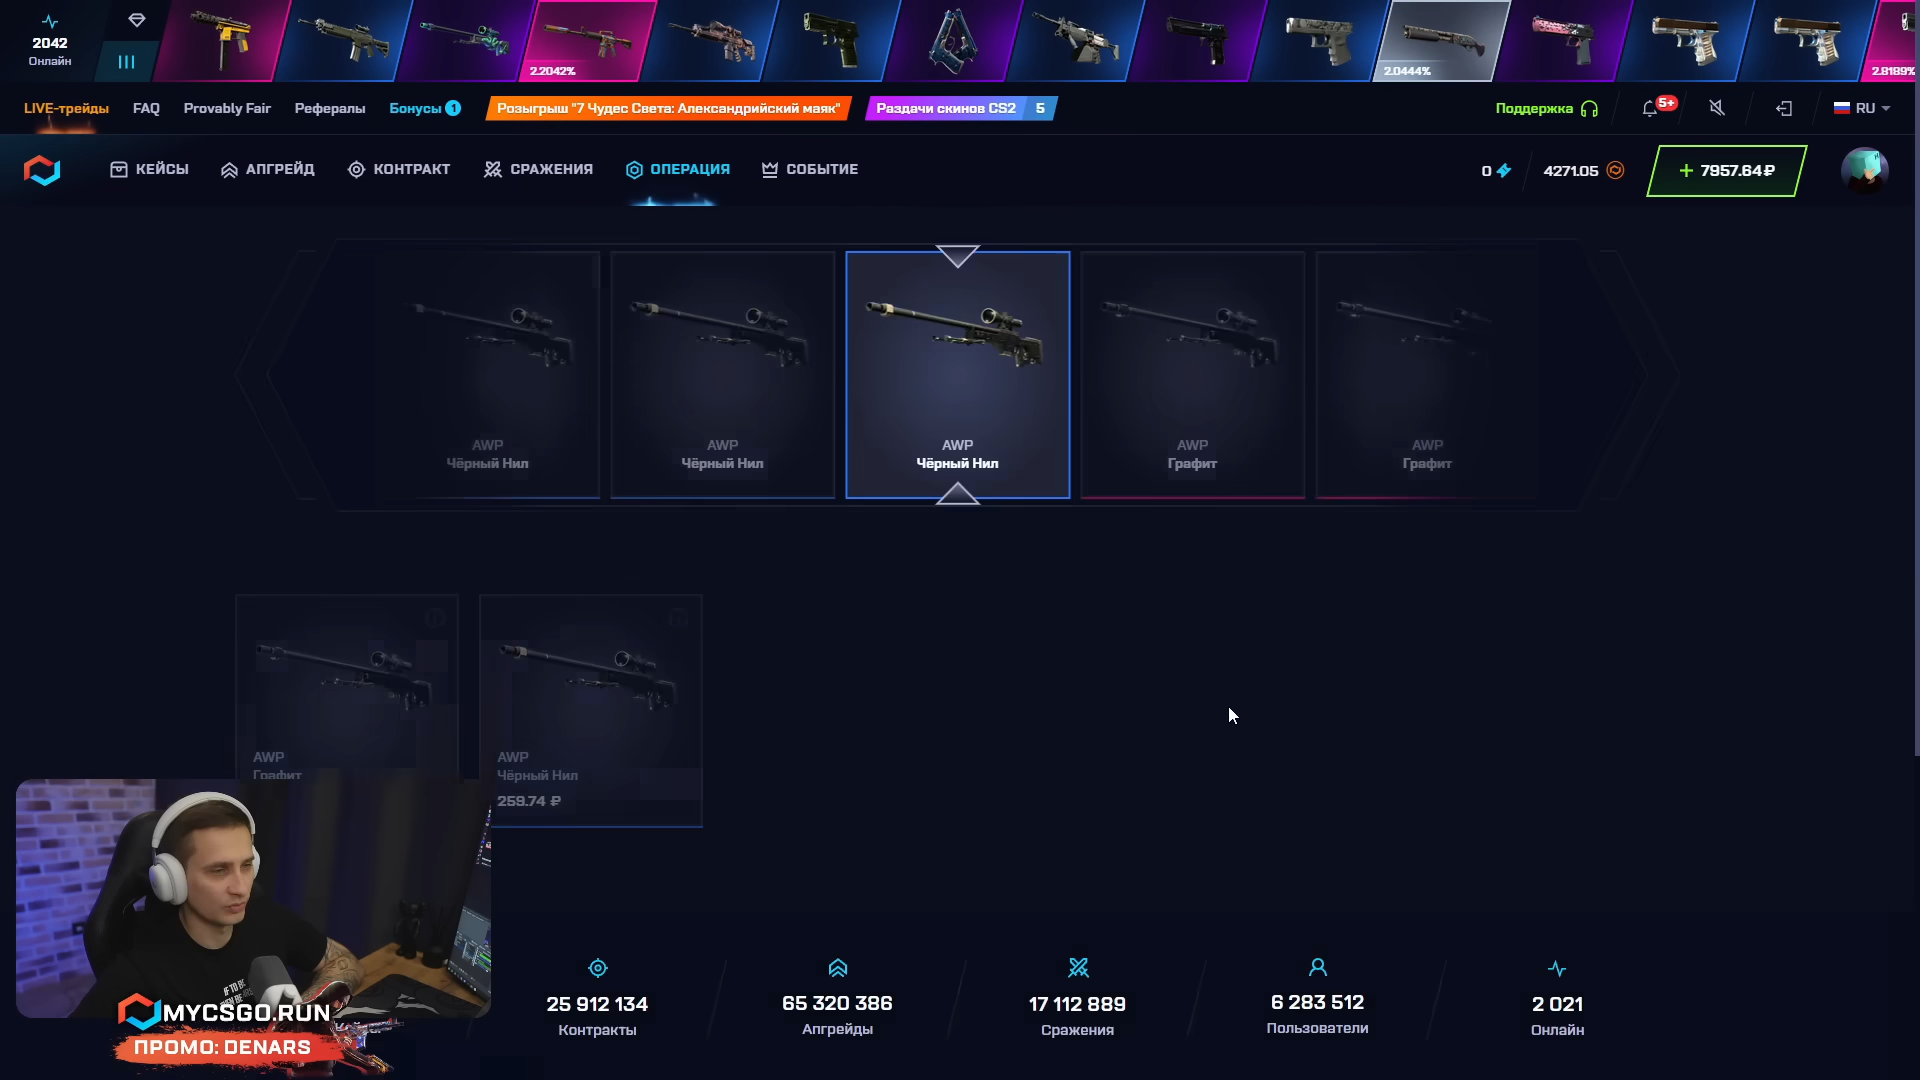 2042
Онлайн
2.2042%
2.0444%
2.8189%
LIVE-трейды
FAQ
Provably Fair
Рефералы
Бонусы 1
Розыгрыш "7 Чудес Света: Александрийский маяк"
Раздачи скинов CS2 5
Поддержка
5+
RU
КЕЙСЫ
АПГРЕЙД
КОНТРАКТ
СРАЖЕНИЯ
ОПЕРАЦИЯ
СОБЫТИЕ
0
4271.05
+ 7957.64₽
AWP
Чёрный Нил
AWP
Чёрный Нил
AWP
Чёрный Нил
AWP
Графит
AWP
Графит
AWP
Графит
AWP
Чёрный Нил
259.74 ₽
MYCSGO.RUN
ПРОМО: DENARS
25 912 134
Контракты
65 320 386
Апгрейды
17 112 889
Сражения
6 283 512
Пользователи
2 021
Онлайн